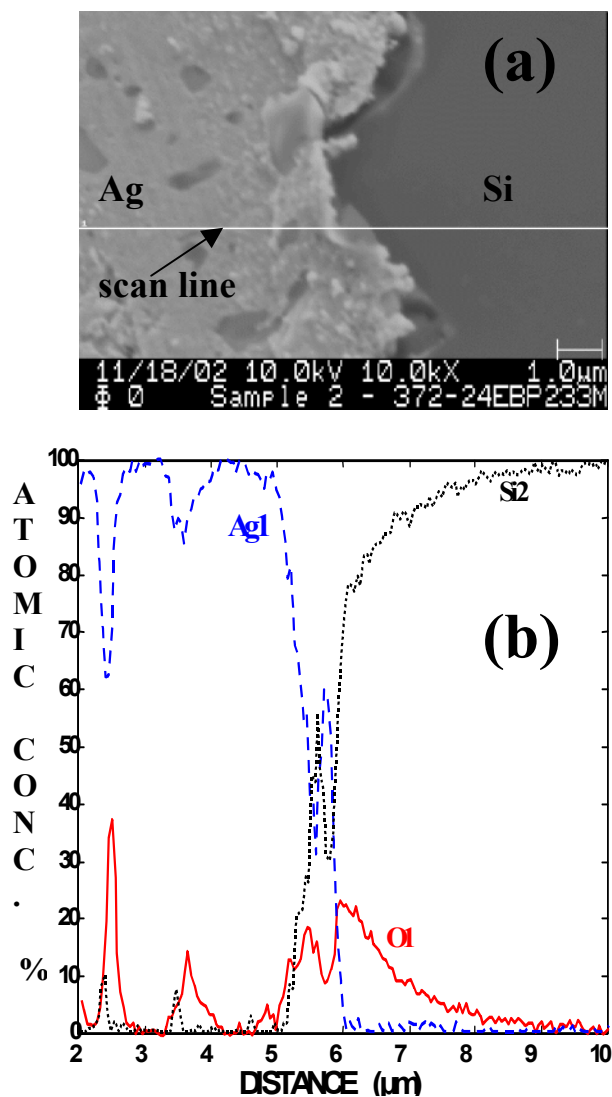 (a)
Ag
Si
scan line
11/18/02 10.0kV 10.0kX 1.0µm
0 Sample 2 - 372-24EBP233M
100
90
80
70
60
50
40
30
20
10
0
ATOMIC CONC. %
Ag1
Si2
(b)
O1
2 3 4 5 6 7 8 9 10
DISTANCE (µm)